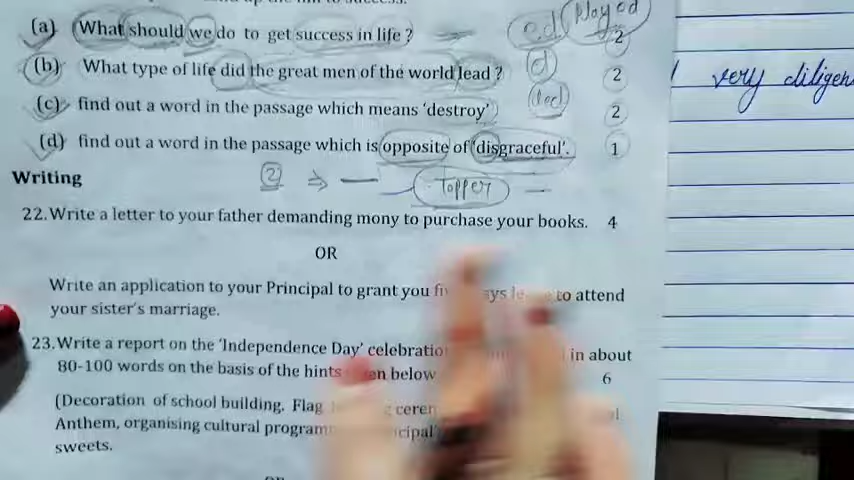 (a) What should we do to get success in life ? 2
(b) What type of life did the great men of the world lead ? 2
(c) find out a word in the passage which means 'destroy' 2
(d) find out a word in the passage which is opposite of 'disgraceful'. 1
ed played
d
ied
very diligen
Writing
2 ⇒ — Topper —
22. Write a letter to your father demanding mony to purchase your books. 4
OR
Write an application to your Principal to grant you to attend
your sister's marriage.
23. Write a report on the 'Independence Day' celebratio in about
80-100 words on the basis of the hints below 6
(Decoration of school building, Flag ceren
Anthem, organising cultural program
sweets.